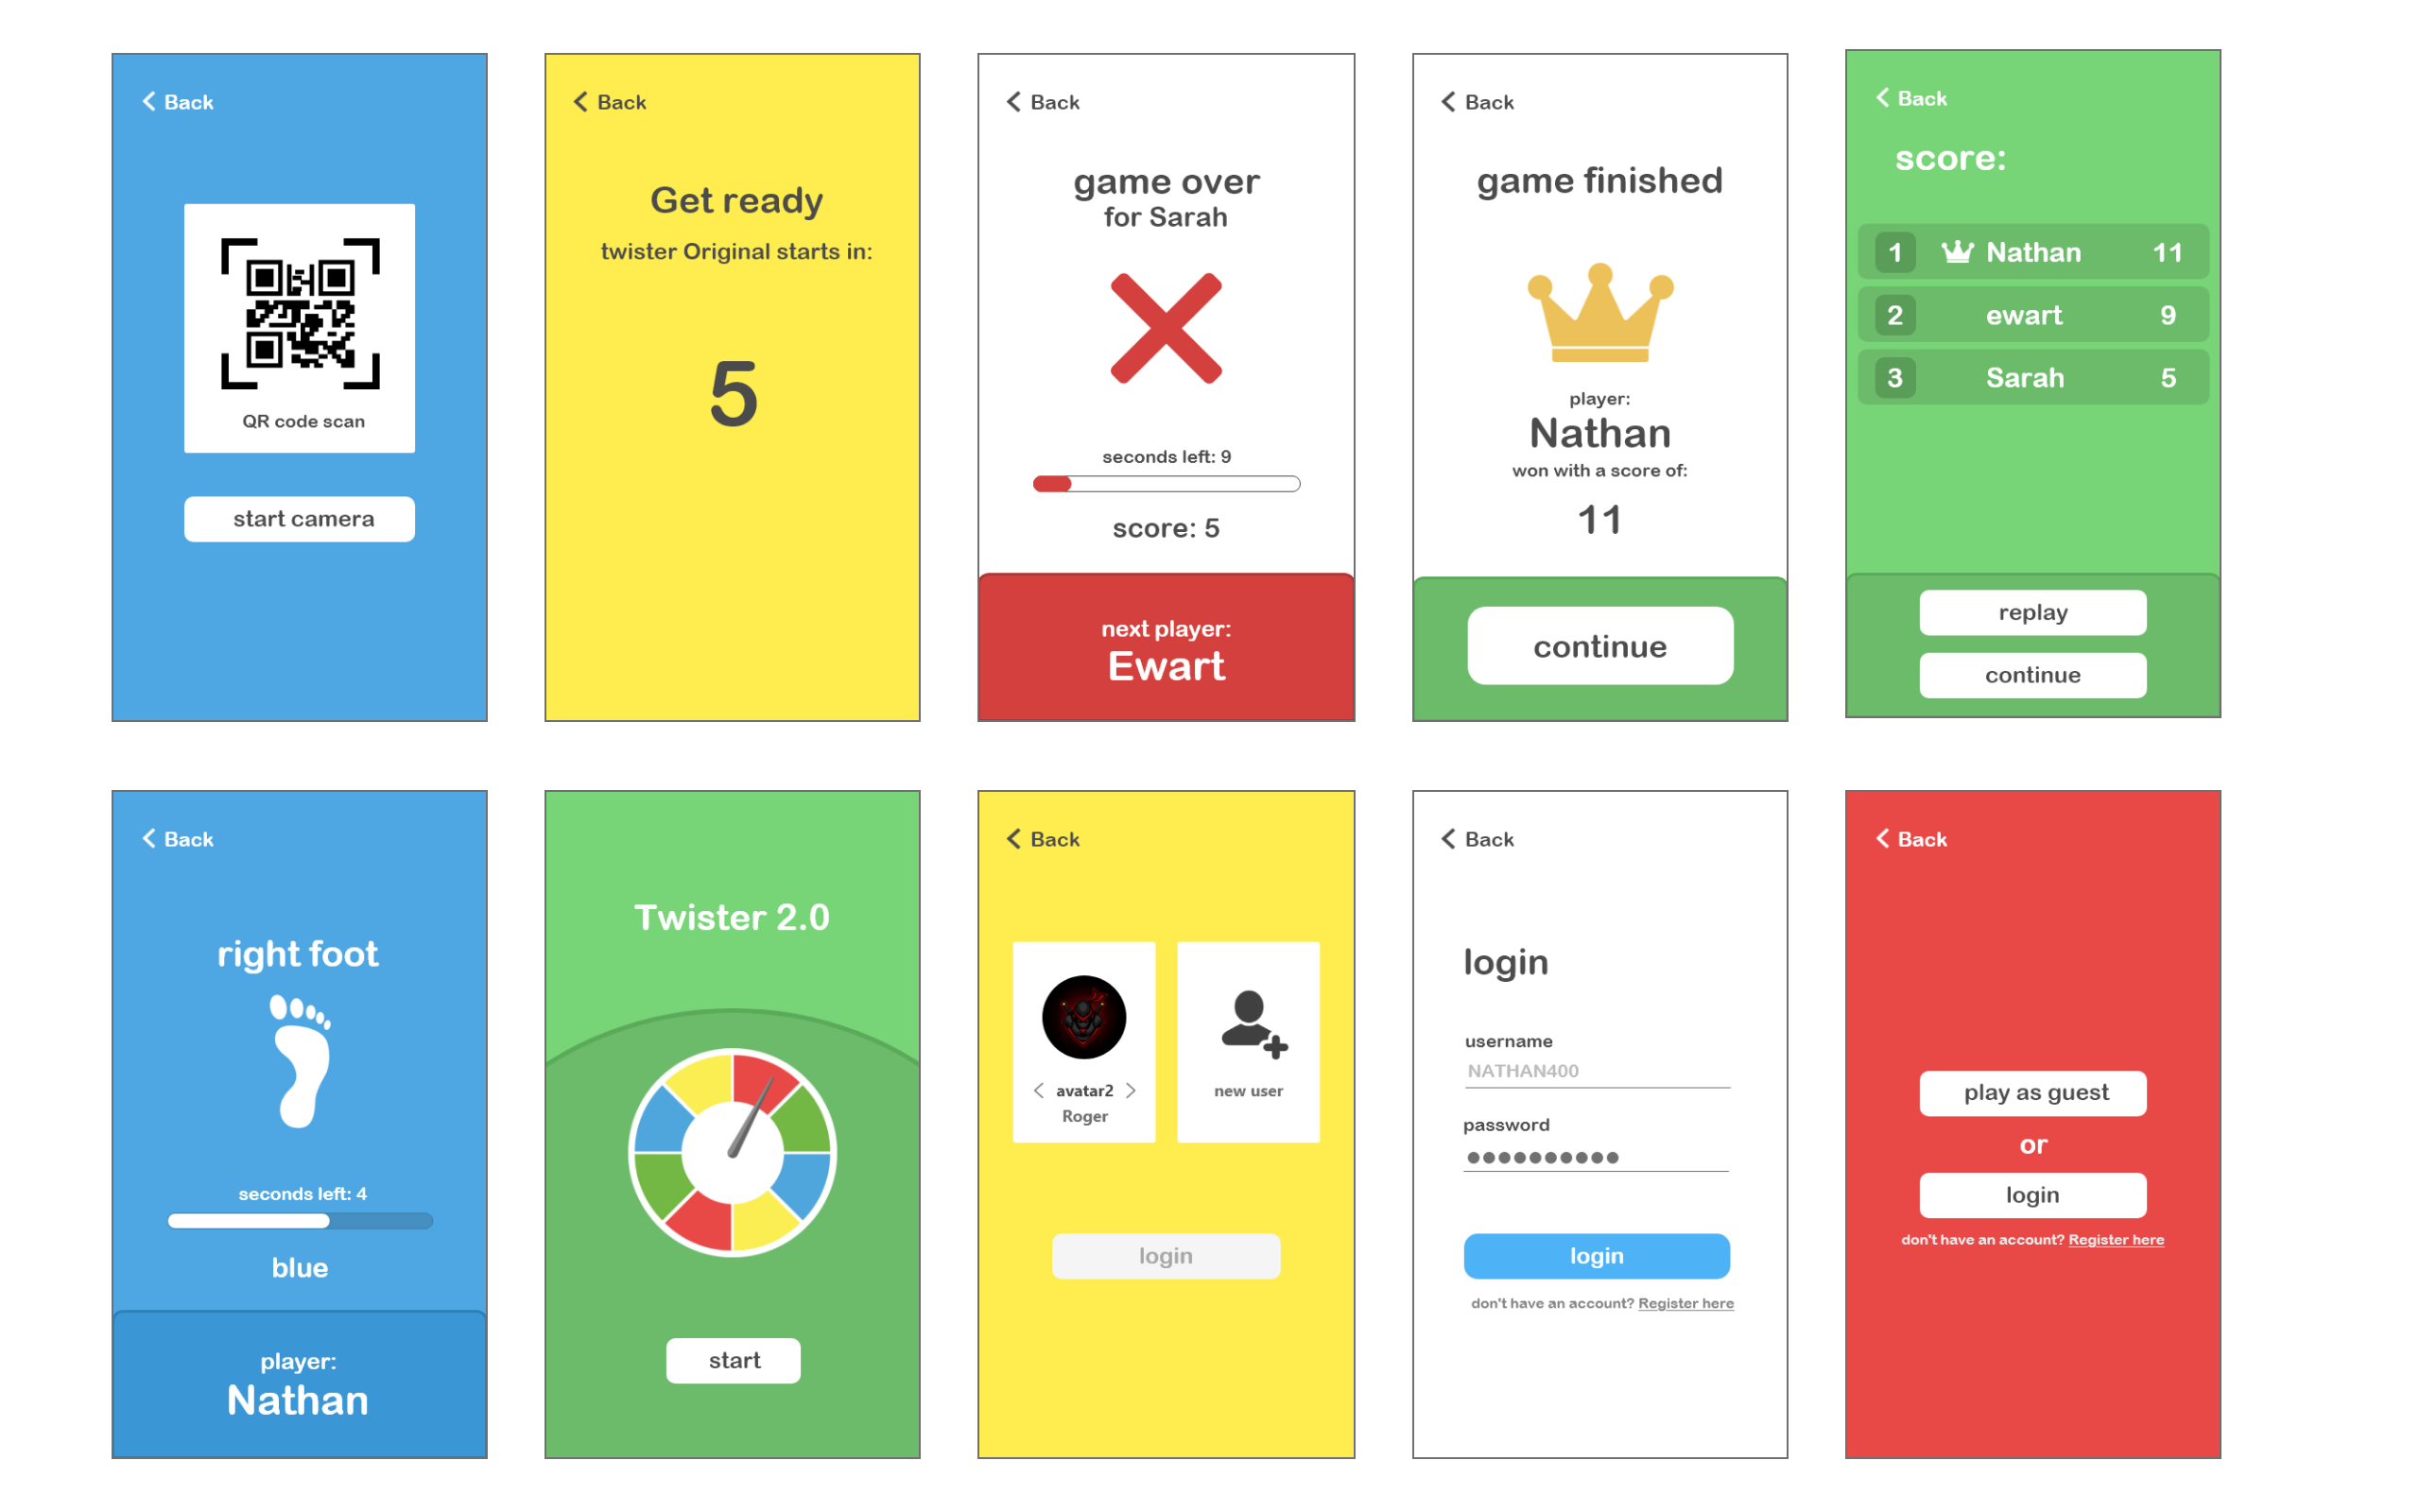 Back
QR code scan
start camera
Back
Get ready
twister Original starts in:
5
Back
game over
for Sarah
seconds left: 9
score: 5
next player:
Ewart
Back
game finished
player:
Nathan
won with a score of:
11
continue
Back
score:
1 Nathan 11
2 ewart 9
3 Sarah 5
replay
continue
Back
right foot
seconds left: 4
blue
player:
Nathan
Twister 2.0
start
Back
avatar2
Roger
new user
login
Back
login
username
NATHAN400
password
login
don't have an account? Register here
Back
play as guest
or
login
don't have an account? Register here